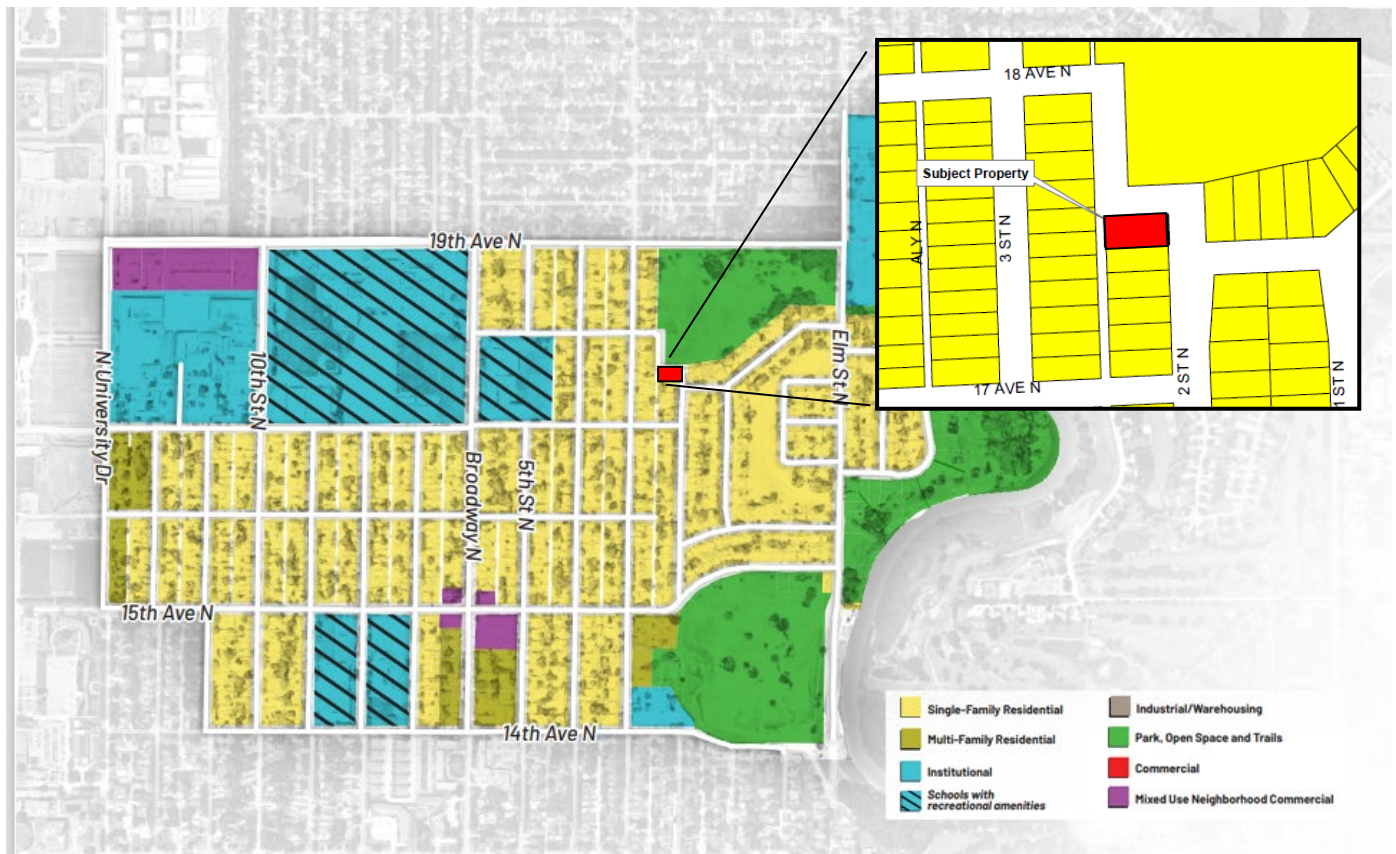 18 AVE N
Subject Property
ALY N
3 ST N
17 AVE N
2 ST N
1 ST N
19th Ave N
N University Dr
10th St N
Broadway N
5th St N
Elm St N
15th Ave N
14th Ave N
Single-Family Residential
Multi-Family Residential
Institutional
Schools with
recreational amenities
Industrial/Warehousing
Park, Open Space and Trails
Commercial
Mixed Use Neighborhood Commercial